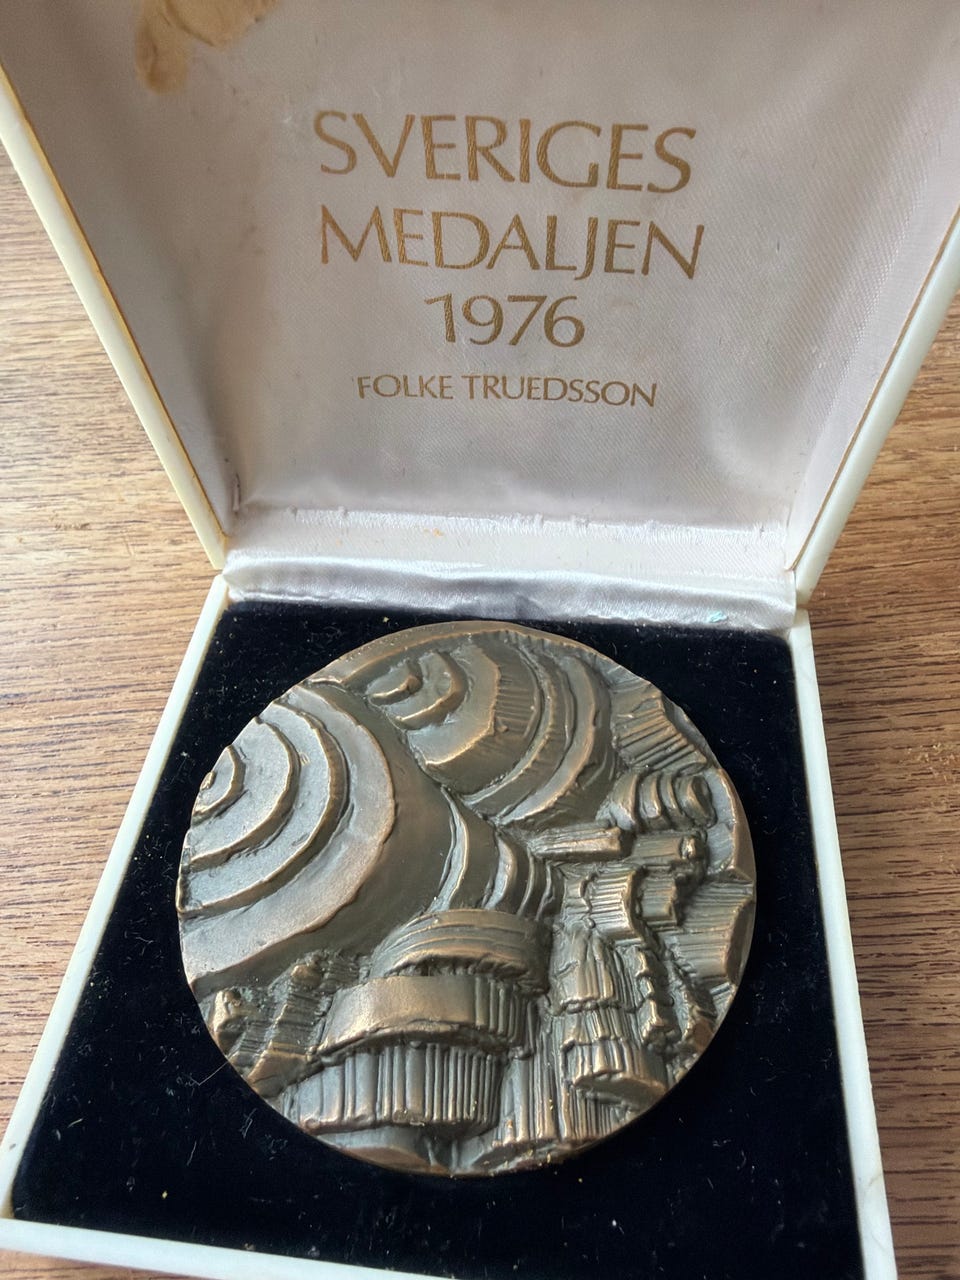 SVERIGES
MEDALJEN
1976
FOLKE TRUEDSSON